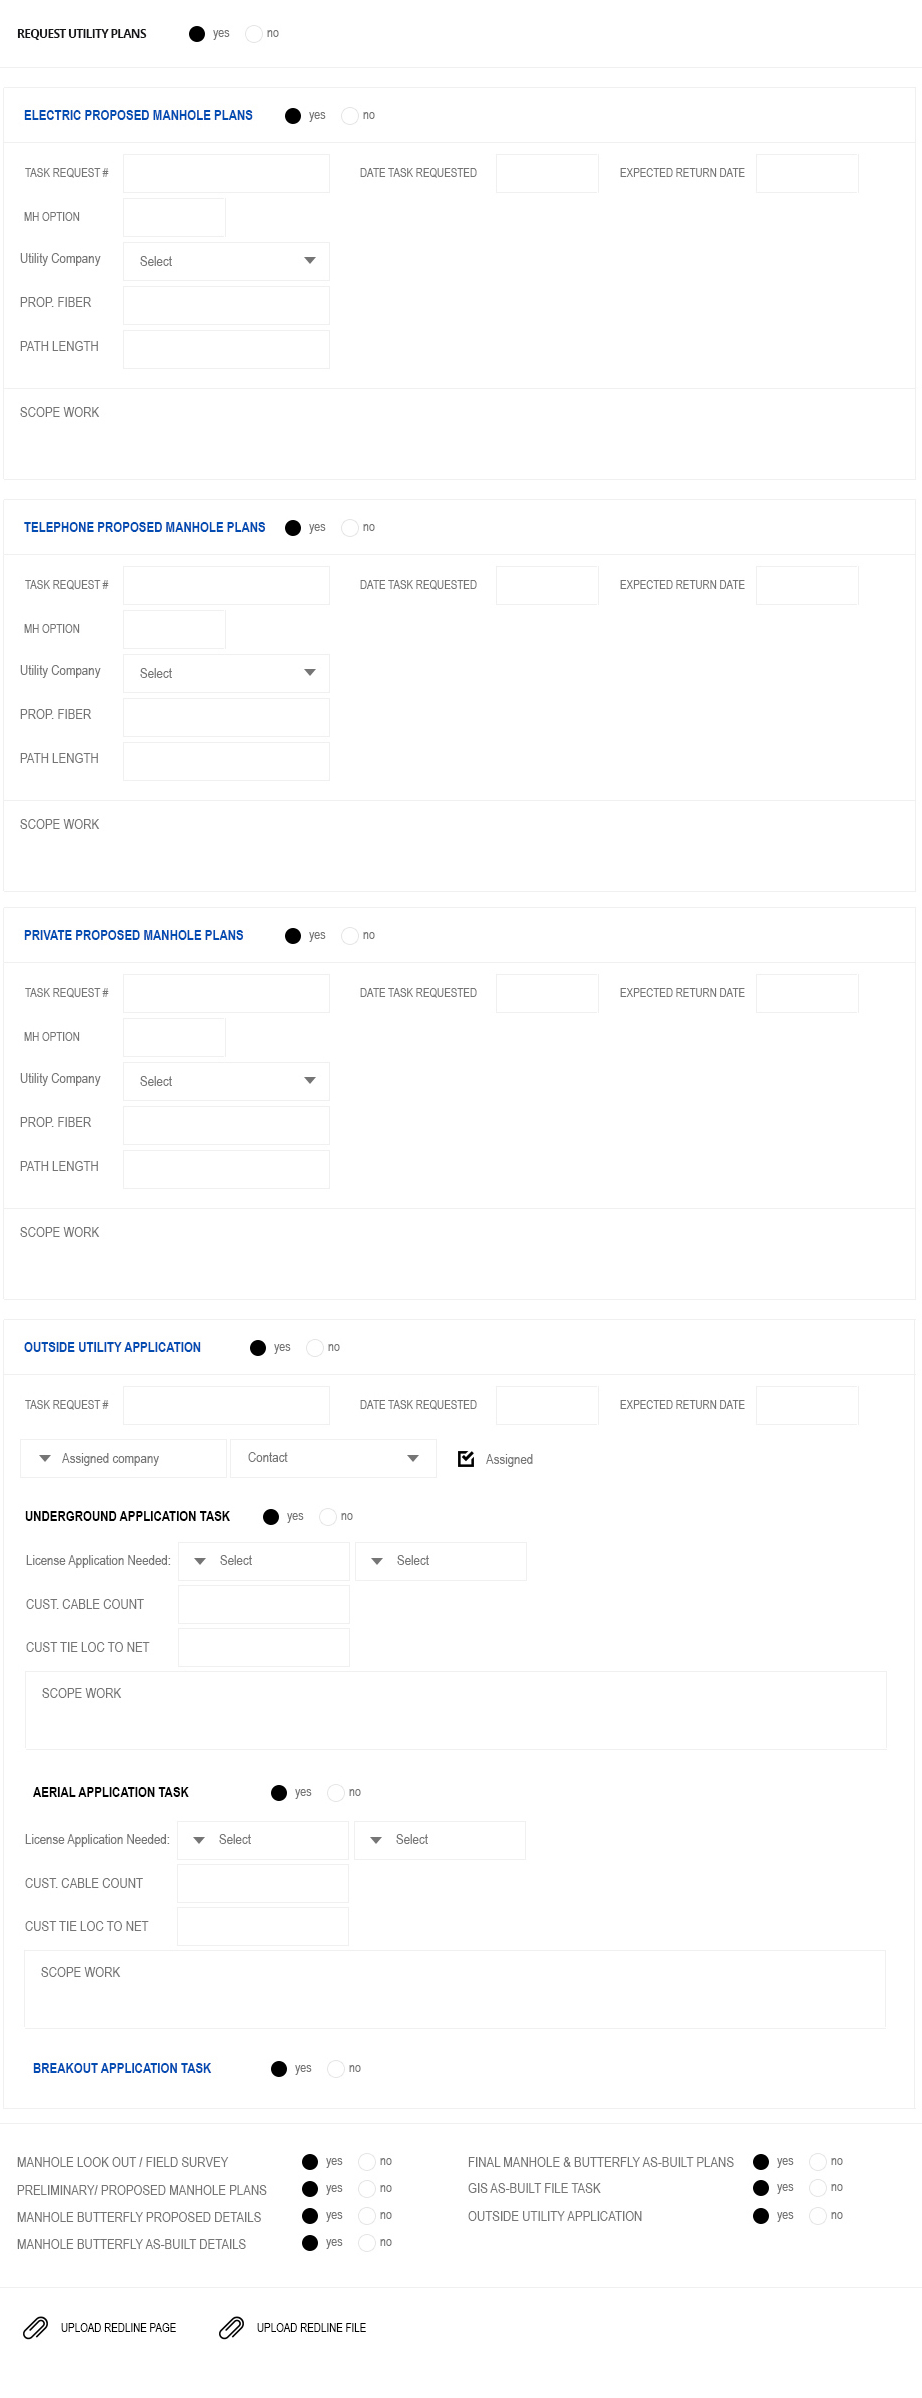 REQUEST UTILITY PLANS yes no
ELECTRIC PROPOSED MANHOLE PLANS yes no
TASK REQUEST # DATE TASK REQUESTED EXPECTED RETURN DATE
MH OPTION
Utility Company Select
PROP. FIBER
PATH LENGTH
SCOPE WORK
TELEPHONE PROPOSED MANHOLE PLANS yes no
TASK REQUEST # DATE TASK REQUESTED EXPECTED RETURN DATE
MH OPTION
Utility Company Select
PROP. FIBER
PATH LENGTH
SCOPE WORK
PRIVATE PROPOSED MANHOLE PLANS yes no
TASK REQUEST # DATE TASK REQUESTED EXPECTED RETURN DATE
MH OPTION
Utility Company Select
PROP. FIBER
PATH LENGTH
SCOPE WORK
OUTSIDE UTILITY APPLICATION yes no
TASK REQUEST # DATE TASK REQUESTED EXPECTED RETURN DATE
Assigned company Contact Assigned
UNDERGROUND APPLICATION TASK yes no
License Application Needed: Select Select
CUST. CABLE COUNT
CUST TIE LOC TO NET
SCOPE WORK
AERIAL APPLICATION TASK yes no
License Application Needed: Select Select
CUST. CABLE COUNT
CUST TIE LOC TO NET
SCOPE WORK
BREAKOUT APPLICATION TASK yes no
MANHOLE LOOK OUT / FIELD SURVEY yes no
PRELIMINARY/ PROPOSED MANHOLE PLANS yes no
MANHOLE BUTTERFLY PROPOSED DETAILS yes no
MANHOLE BUTTERFLY AS-BUILT DETAILS yes no
FINAL MANHOLE & BUTTERFLY AS-BUILT PLANS yes no
GIS AS-BUILT FILE TASK yes no
OUTSIDE UTILITY APPLICATION yes no
UPLOAD REDLINE PAGE UPLOAD REDLINE FILE